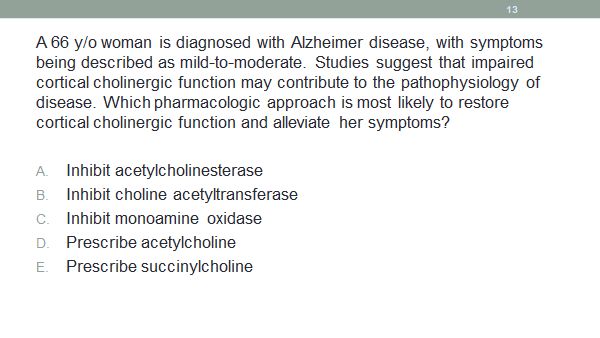 13
A 66 y/o woman is diagnosed with Alzheimer disease, with symptoms
being described as mild-to-moderate. Studies suggest that impaired
cortical cholinergic function may contribute to the pathophysiology of
disease. Which pharmacologic approach is most likely to restore
cortical cholinergic function and alleviate her symptoms?
A. Inhibit acetylcholinesterase
B. Inhibit choline acetyltransferase
C. Inhibit monoamine oxidase
D. Prescribe acetylcholine
E. Prescribe succinylcholine